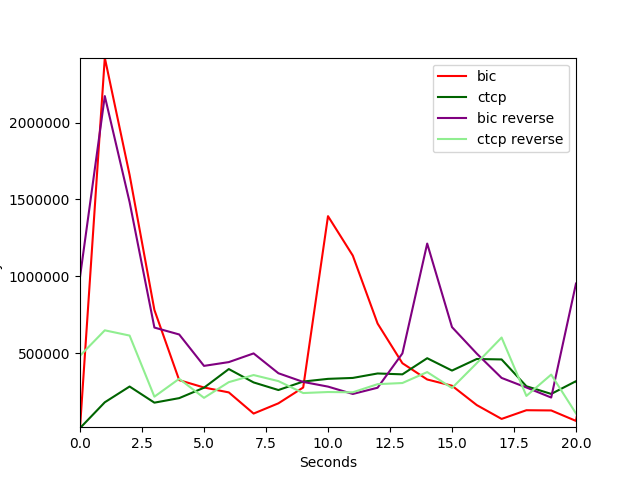 bic
ctcp
bic reverse
ctcp reverse
2000000
1500000
1000000
500000
0.0 2.5 5.0 7.5 10.0 12.5 15.0 17.5 20.0
Seconds